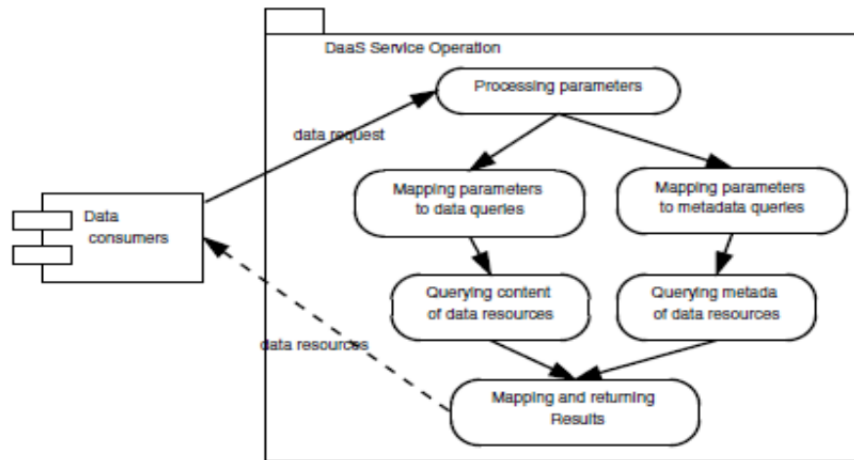 DaaS Service Operation
Processing parameters
data request
Mapping parameters
to data queries
Mapping parameters
to metadata queries
Data
consumers
Querying content
of data resources
Querying metada
of data resources
data resources
Mapping and returning
Results